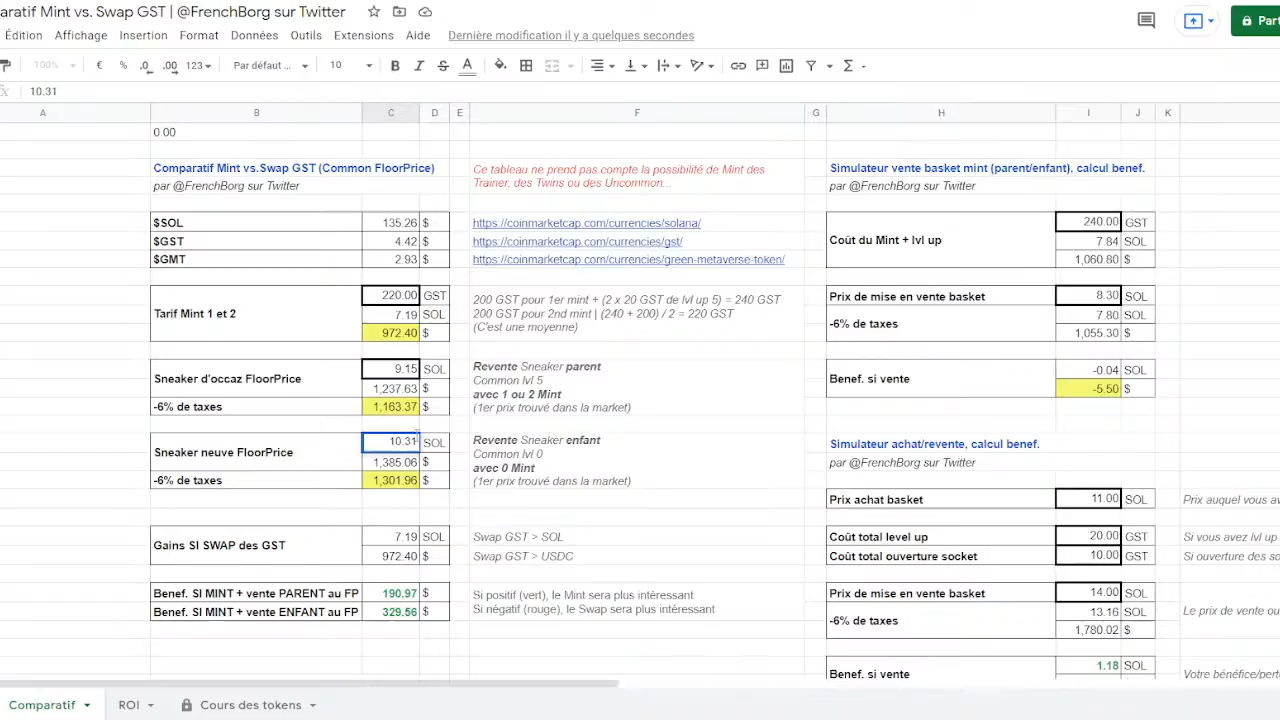 aratif Mint vs. Swap GST | @FrenchBorg sur Twitter
Part
Édition Affichage Insertion Format Données Outils Extensions Aide Dernière modification il y a quelques secondes
100% € % .0 .00 123 Par défaut ... 10 B I S A Σ
10.31
A B C D E F G H I J K
0 00
Comparatif Mint vs.Swap GST (Common FloorPrice)
par @FrenchBorg sur Twitter
Ce tableau ne prend pas compte la possibilité de Mint des
Trainer, des Twins ou des Uncommon...
Simulateur vente basket mint (parent/enfant), calcul benef.
par @FrenchBorg sur Twitter
$SOL 135.26 $ https://coinmarketcap.com/currencies/solana/
$GST 4.42 $ https://coinmarketcap.com/currencies/gst/
$GMT 2.93 $ https://coinmarketcap.com/currencies/green-metaverse-token/
Coût du Mint + lvl up
240.00 GST
7.84 SOL
1,060.80 $
Tarif Mint 1 et 2
220.00 GST
7.19 SOL
972.40 $
200 GST pour 1er mint + (2 x 20 GST de lvl up 5) = 240 GST
200 GST pour 2nd mint | (240 + 200) / 2 = 220 GST
(C'est une moyenne)
Prix de mise en vente basket 8.30 SOL
-6% de taxes
7.80 SOL
1,055.30 $
Sneaker d'occaz FloorPrice
9.15 SOL
1,237.63 $
-6% de taxes 1,163.37 $
Revente Sneaker parent
Common lvl 5
avec 1 ou 2 Mint
(1er prix trouvé dans la market)
Benef. si vente
-0.04 SOL
-5.50 $
Sneaker neuve FloorPrice
10.31 SOL
1,385.06 $
-6% de taxes 1,301.96 $
Revente Sneaker enfant
Common lvl 0
avec 0 Mint
(1er prix trouvé dans la market)
Simulateur achat/revente, calcul benef.
par @FrenchBorg sur Twitter
Prix achat basket 11.00 SOL Prix auquel vous av
Gains SI SWAP des GST
7.19 SOL Swap GST > SOL
972.40 $ Swap GST > USDC
Coût total level up 20.00 GST Si vous avez lvl up
Coût total ouverture socket 10.00 GST Si ouverture des so
Benef. SI MINT + vente PARENT au FP 190.97 $
Benef. SI MINT + vente ENFANT au FP 329.56 $
Si positif (vert), le Mint sera plus intéressant
Si négatif (rouge), le Swap sera plus intéressant
Prix de mise en vente basket 14.00 SOL
-6% de taxes
13.16 SOL
1,780.02 $
Le prix de vente ou
Benef. si vente
1.18 SOL
Votre bénéfice/pert
Comparatif ROI Cours des tokens